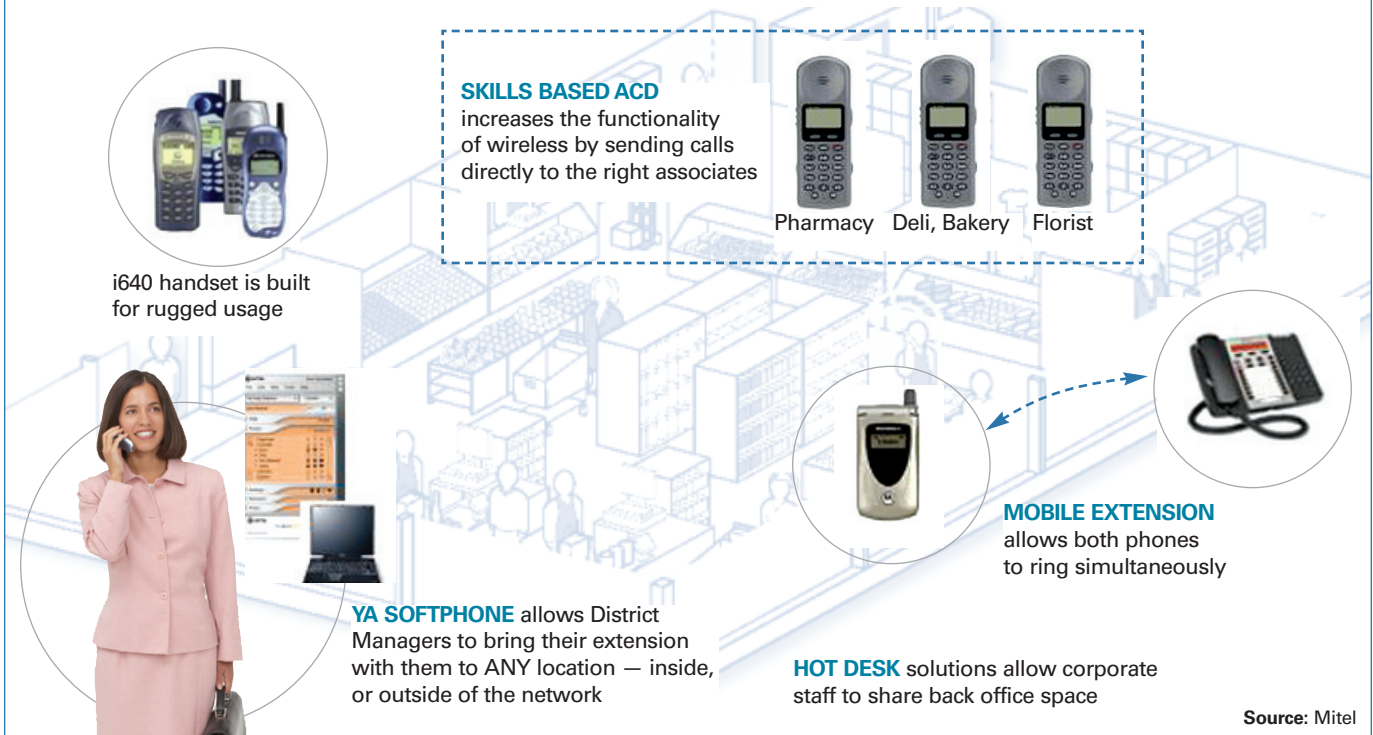 SKILLS BASED ACD
increases the functionality
of wireless by sending calls
directly to the right associates
Pharmacy Deli, Bakery Florist
i640 handset is built
for rugged usage
MOBILE EXTENSION
allows both phones
to ring simultaneously
YA SOFTPHONE allows District
Managers to bring their extension
with them to ANY location — inside,
or outside of the network
HOT DESK solutions allow corporate
staff to share back office space
Source: Mitel